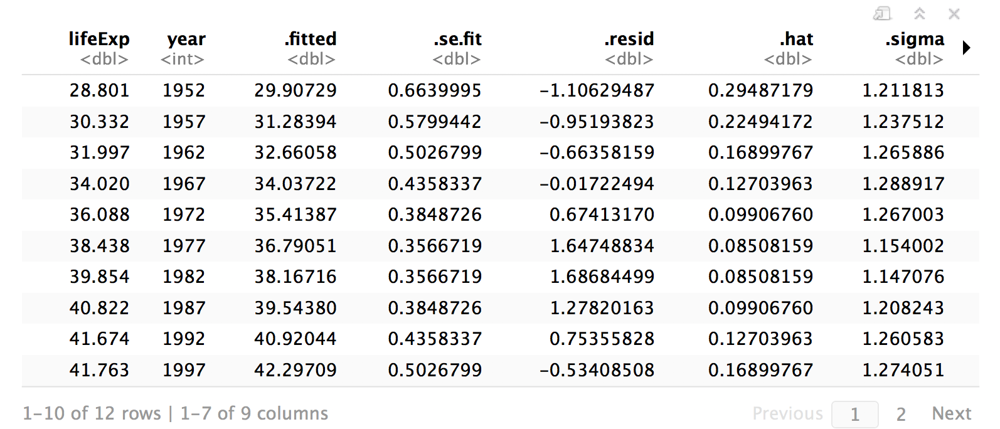 lifeExp year .fitted .se.fit .resid .hat .sigma
<dbl> <int> <dbl> <dbl> <dbl> <dbl> <dbl>
28.801 1952 29.90729 0.6639995 -1.10629487 0.29487179 1.211813
30.332 1957 31.28394 0.5799442 -0.95193823 0.22494172 1.237512
31.997 1962 32.66058 0.5026799 -0.66358159 0.16899767 1.265886
34.020 1967 34.03722 0.4358337 -0.01722494 0.12703963 1.288917
36.088 1972 35.41387 0.3848726 0.67413170 0.09906760 1.267003
38.438 1977 36.79051 0.3566719 1.64748834 0.08508159 1.154002
39.854 1982 38.16716 0.3566719 1.68684499 0.08508159 1.147076
40.822 1987 39.54380 0.3848726 1.27820163 0.09906760 1.208243
41.674 1992 40.92044 0.4358337 0.75355828 0.12703963 1.260583
41.763 1997 42.29709 0.5026799 -0.53408508 0.16899767 1.274051
1-10 of 12 rows | 1-7 of 9 columns Previous 1 2 Next